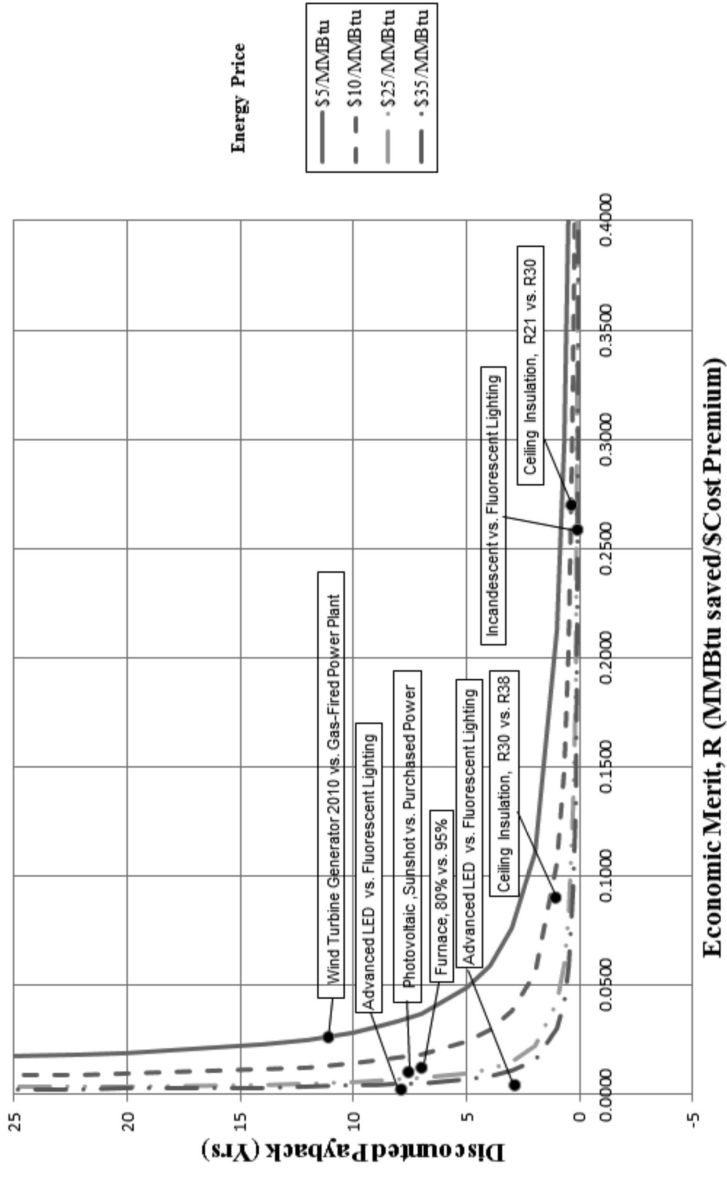 Energy Price
$5/MMBtu
$10/MMBtu
$25/MMBtu
$35/MMBtu
25
20
15
10
5
0
-5
Discounted Payback (Yrs)
Wind Turbine Generator 2010 vs. Gas-Fired Power Plant
Advanced LED vs. Fluorescent Lighting
Photovoltaic ,Sunshot vs. Purchased Power
Furnace, 80% vs. 95%
Advanced LED vs. Fluorescent Lighting
Ceiling Insulation, R30 vs. R38
Incandescent vs. Fluorescent Lighting
Ceiling Insulation, R21 vs. R30
0.0000 0.0500 0.1000 0.1500 0.2000 0.2500 0.3000 0.3500 0.4000
Economic Merit, R (MMBtu saved/$Cost Premium)